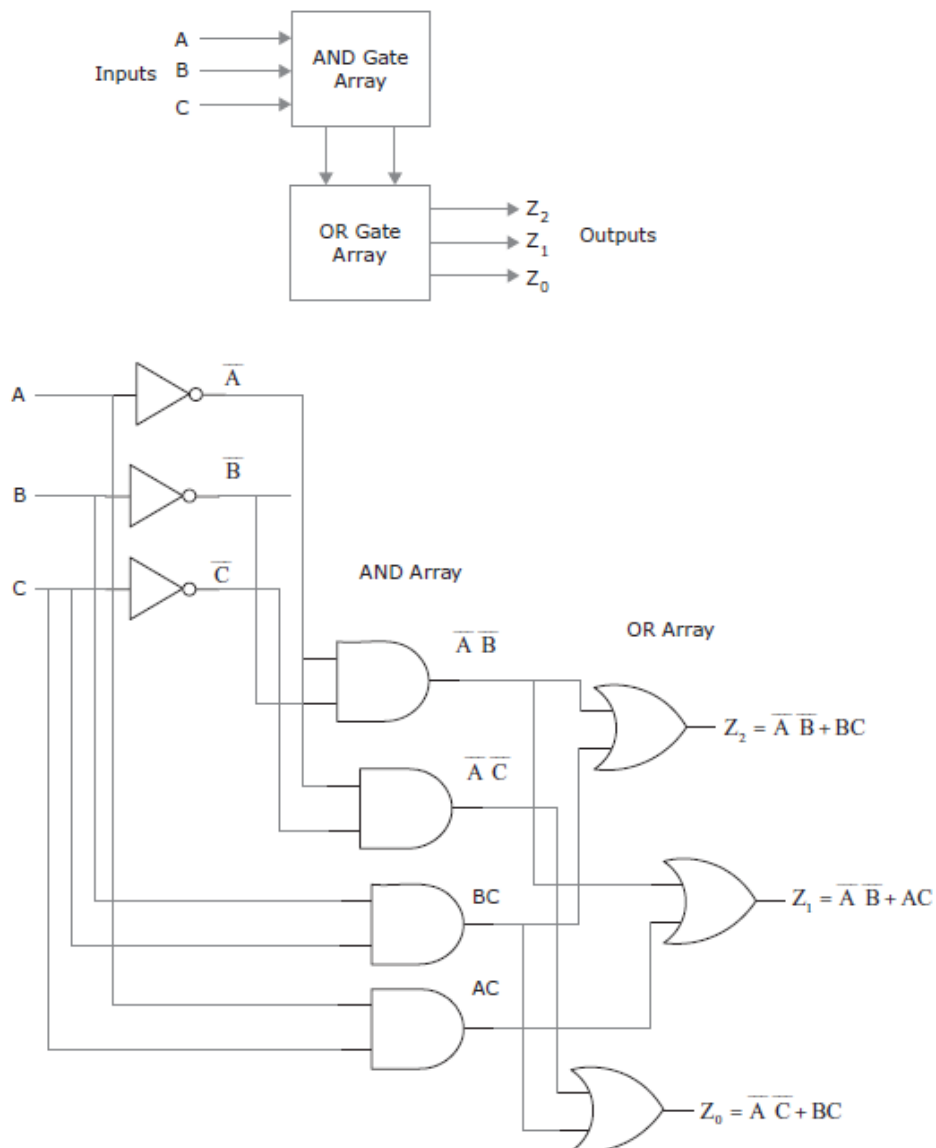 A
Inputs B
C
AND Gate
Array
OR Gate
Array
Z₂
Z₁
Z₀
Outputs
A
A̅
B
B̅
C
C̅
AND Array
OR Array
A̅ B̅
Z₂ = A̅ B̅ + BC
A̅ C̅
BC
Z₁ = A̅ B̅ + AC
AC
Z₀ = A̅ C̅ + BC